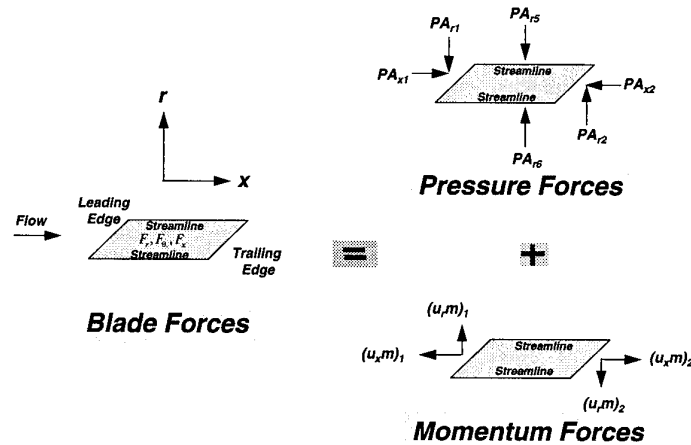 PA_r1
PA_r5
Streamline
PA_x1
PA_x2
Streamline
PA_r2
PA_r6
Pressure Forces
r
x
Leading
Edge
Flow
Streamline
F_r, F_θ, F_x
Streamline
Trailing
Edge
=
+
Blade Forces
(u_r m)_1
Streamline
(u_x m)_1
(u_x m)_2
Streamline
(u_r m)_2
Momentum Forces